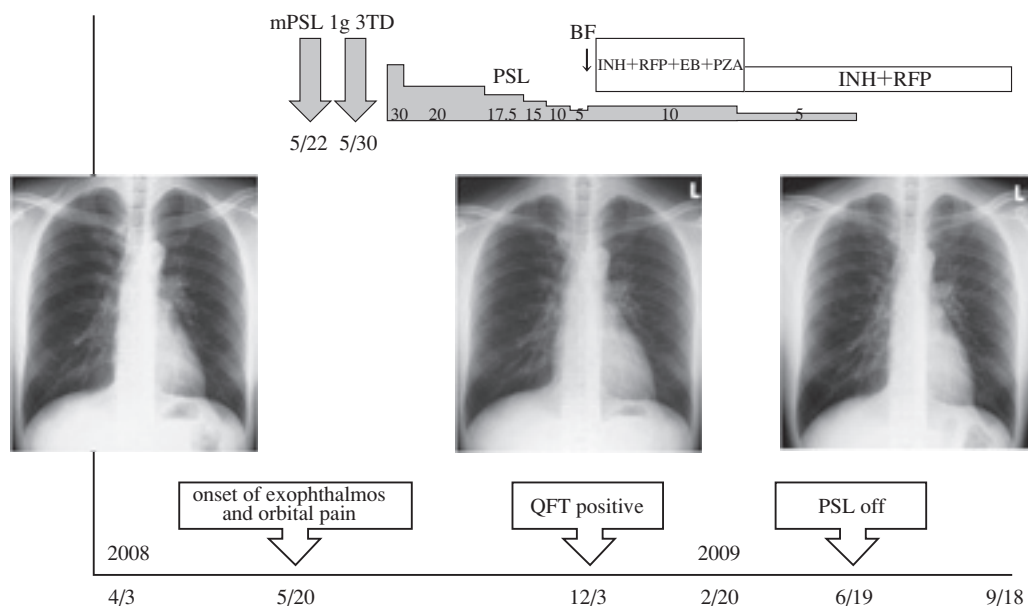 mPSL 1g 3TD
BF
INH+RFP+EB+PZA
INH+RFP
PSL
30 20 17.5 15 10 5 10 5
5/22 5/30
L
L
onset of exophthalmos
and orbital pain
QFT positive
PSL off
2008
2009
4/3 5/20 12/3 2/20 6/19 9/18